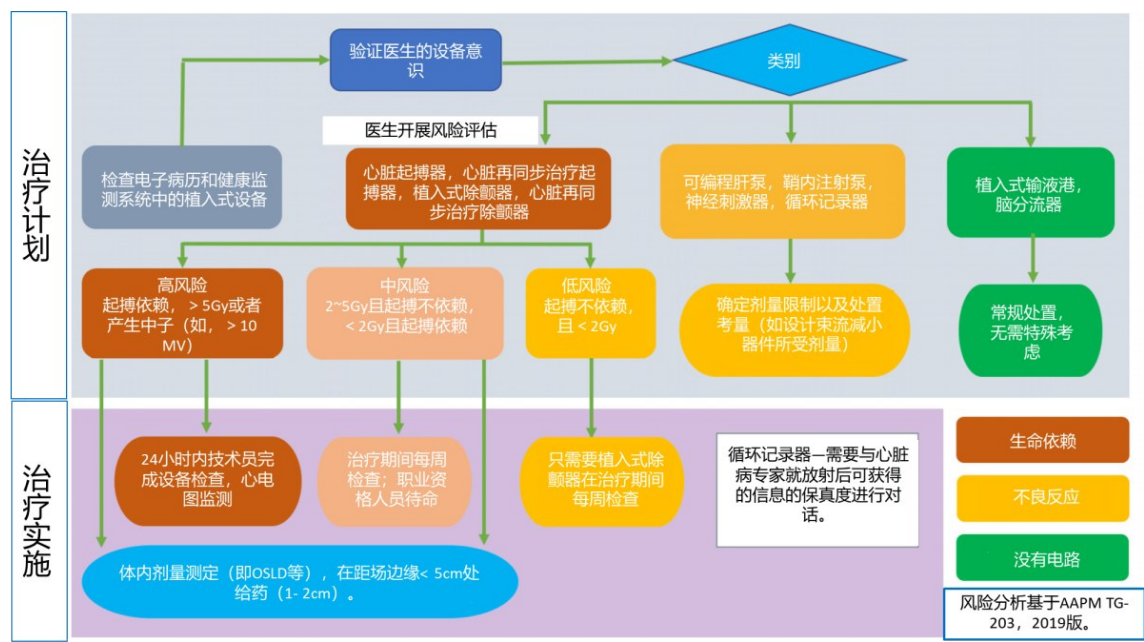 治疗计划
验证医生的设备意
识
类别
医生开展风险评估
检查电子病历和健康监
测系统中的植入式设备
心脏起搏器，心脏再同步治疗起
搏器，植入式除颤器，心脏再同
步治疗除颤器
可编程肝泵，鞘内注射泵，
神经刺激器，循环记录器
植入式输液港，
脑分流器
高风险
起搏依赖，＞5Gy或者
产生中子（如，＞10
MV）
中风险
2~5Gy且起搏不依赖，
＜2Gy且起搏依赖
低风险
起搏不依赖，
且＜2Gy
确定剂量限制以及处置
考量（如设计束流减小
器件所受剂量）
常规处置，
无需特殊考
虑
治疗实施
24小时内技术员完
成设备检查，心电
图监测
治疗期间每周
检查；职业资
格人员待命
只需要植入式除
颤器在治疗期间
每周检查
循环记录器—需要与心脏
病专家就放射后可获得
的信息的保真度进行对
话。
生命依赖
不良反应
没有电路
体内剂量测定（即OSLD等），在距场边缘< 5cm处
给药（1- 2cm）。
风险分析基于AAPM TG-
203，2019版。